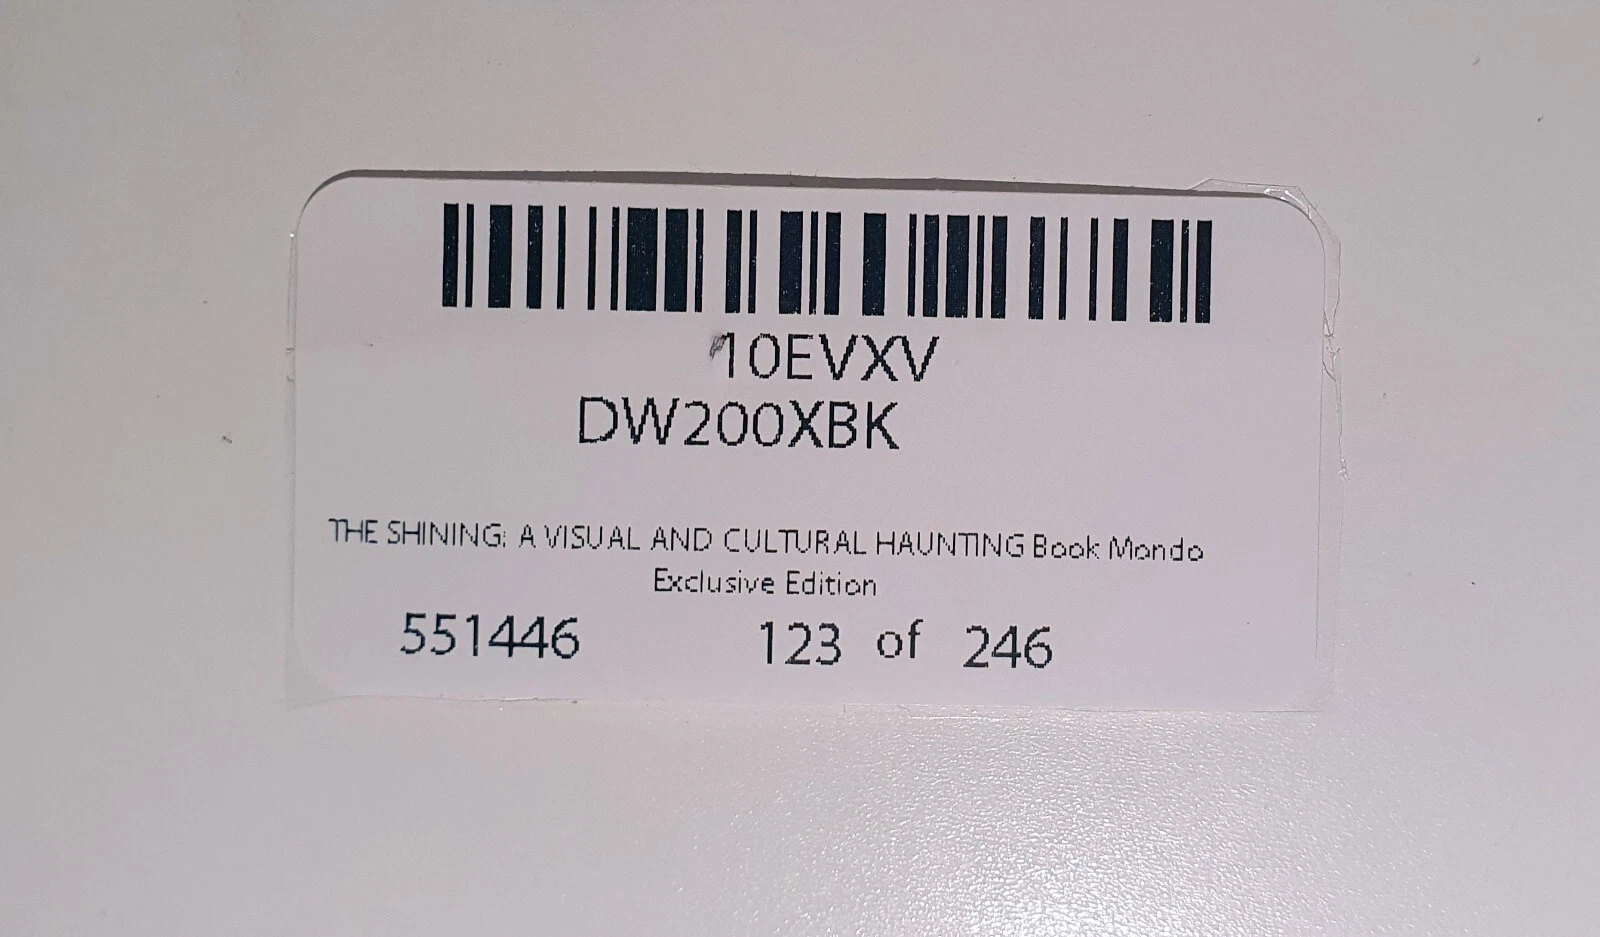 10EVXV
DW200XBK
THE SHINING: A VISUAL AND CULTURAL HAUNTING Book Mondo
Exclusive Edition
551446 123 of 246